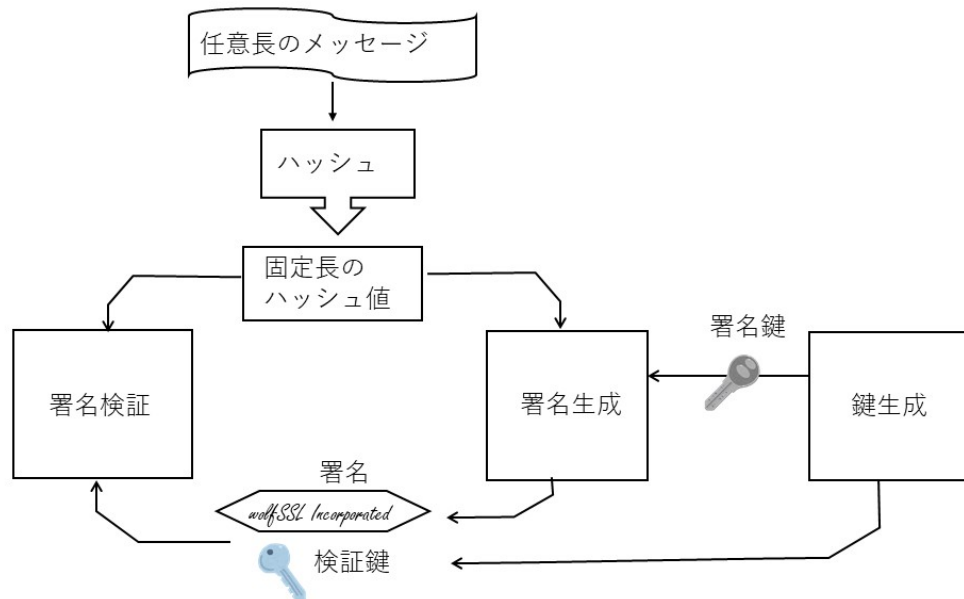 任意長のメッセージ
ハッシュ
固定長の
ハッシュ値
署名鍵
署名検証
署名生成
鍵生成
署名
wolfSSL Incorporated
検証鍵